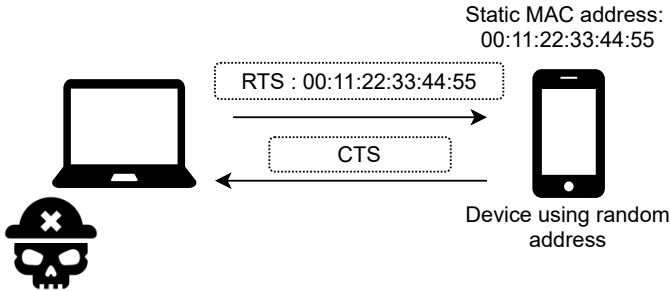 Static MAC address:
00:11:22:33:44:55
RTS : 00:11:22:33:44:55
CTS
Device using random
address